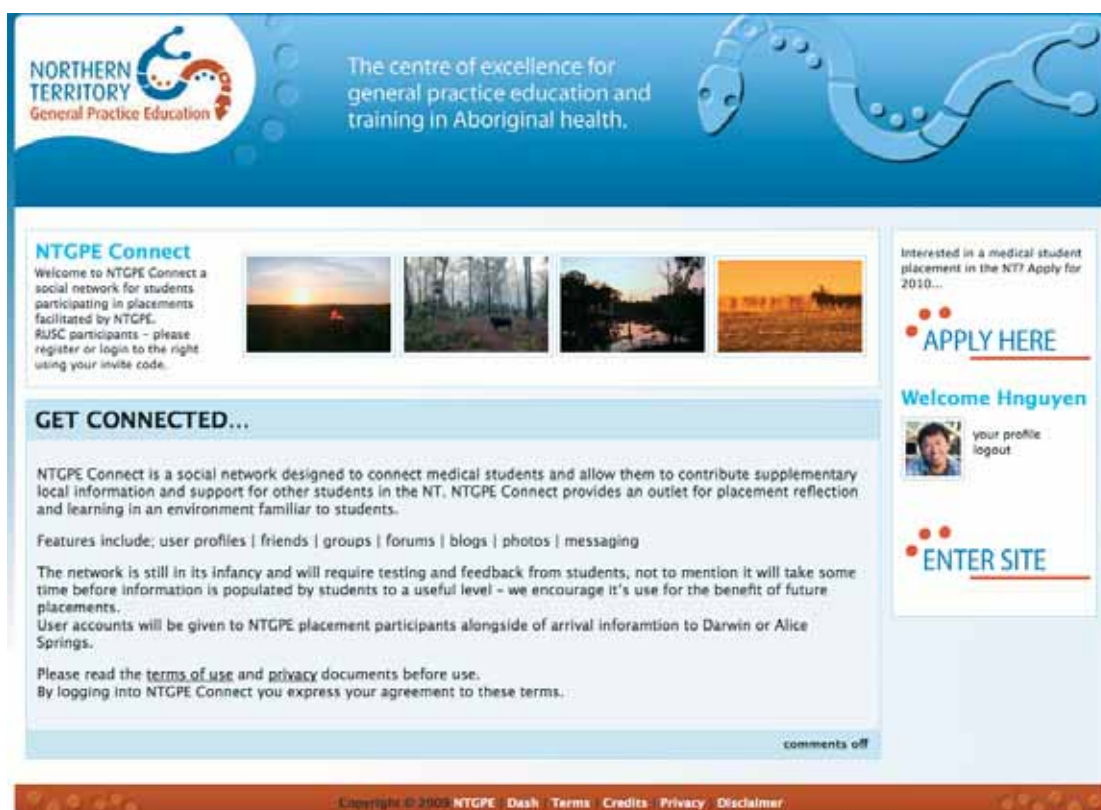 NORTHERN
TERRITORY
General Practice Education
The centre of excellence for
general practice education and
training in Aboriginal health.
NTGPE Connect
Welcome to NTGPE Connect a
social network for students
participating in placements
facilitated by NTGPE.
RUSC participants – please
register or login to the right
using your invite code.
Interested in a medical student
placement in the NT? Apply for
2010...
APPLY HERE
Welcome Hnguyen
your profile
logout
ENTER SITE
GET CONNECTED...
NTGPE Connect is a social network designed to connect medical students and allow them to contribute supplementary
local information and support for other students in the NT. NTGPE Connect provides an outlet for placement reflection
and learning in an environment familiar to students.
Features include; user profiles | friends | groups | forums | blogs | photos | messaging
The network is still in its infancy and will require testing and feedback from students, not to mention it will take some
time before information is populated by students to a useful level – we encourage it's use for the benefit of future
placements.
User accounts will be given to NTGPE placement participants alongside of arrival inforamtion to Darwin or Alice
Springs.
Please read the terms of use and privacy documents before use.
By logging into NTGPE Connect you express your agreement to these terms.
comments off
Copyright © 2009 NTGPE | Dash | Terms | Credits | Privacy | Disclaimer